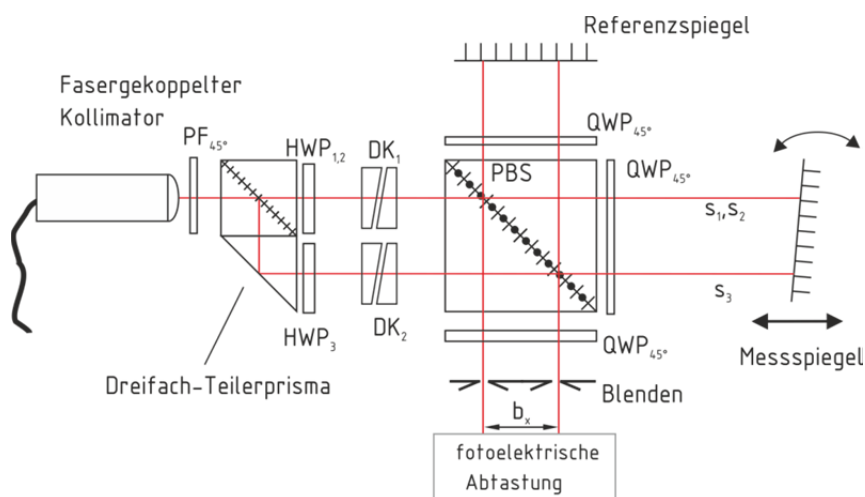 Referenzspiegel
Fasergekoppelter
Kollimator
PF45°
HWP1,2
DK1
QWP45°
PBS
QWP45°
s1,s2
s3
HWP3
DK2
QWP45°
Messspiegel
Dreifach-Teilerprisma
Blenden
bx
fotoelektrische
Abtastung